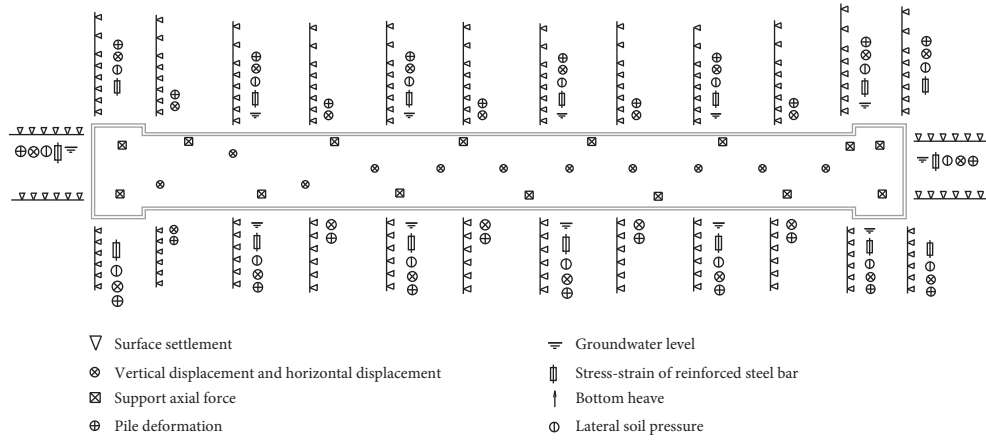 Surface settlement
Vertical displacement and horizontal displacement
Support axial force
Pile deformation
Groundwater level
Stress-strain of reinforced steel bar
Bottom heave
Lateral soil pressure